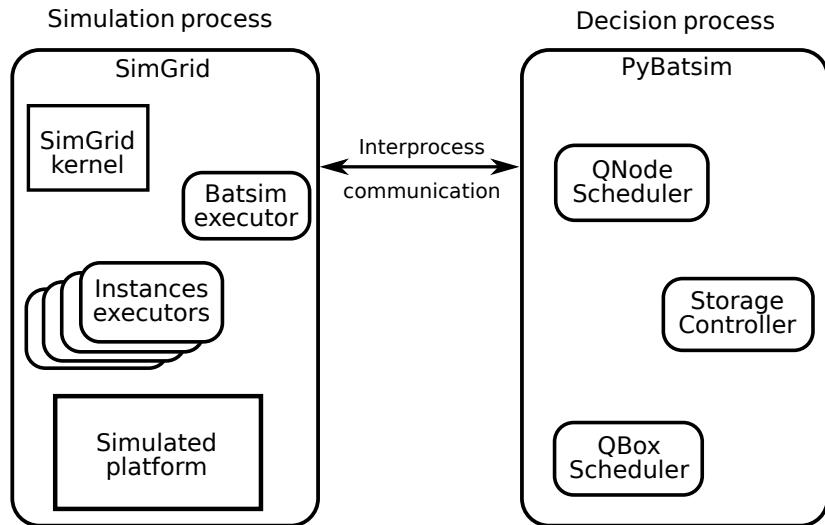 Simulation process
SimGrid
SimGrid
kernel
Batsim
executor
Instances
executors
Simulated
platform
Interprocess
communication
Decision process
PyBatsim
QNode
Scheduler
Storage
Controller
QBox
Scheduler